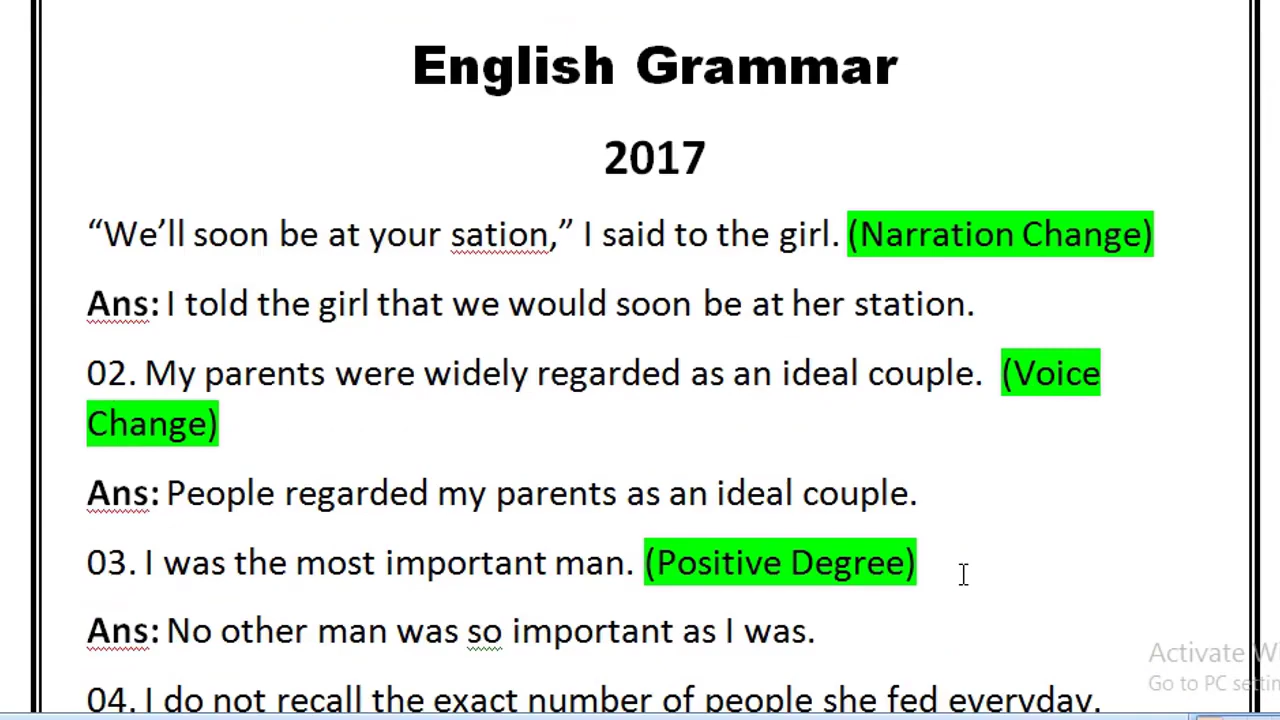 English Grammar
2017
“We’ll soon be at your sation,” I said to the girl. (Narration Change)
Ans: I told the girl that we would soon be at her station.
02. My parents were widely regarded as an ideal couple. (Voice
Change)
Ans: People regarded my parents as an ideal couple.
03. I was the most important man. (Positive Degree)
Ans: No other man was so important as I was.
04. I do not recall the exact number of people she fed everyday.
Activate Wi
Go to PC settin